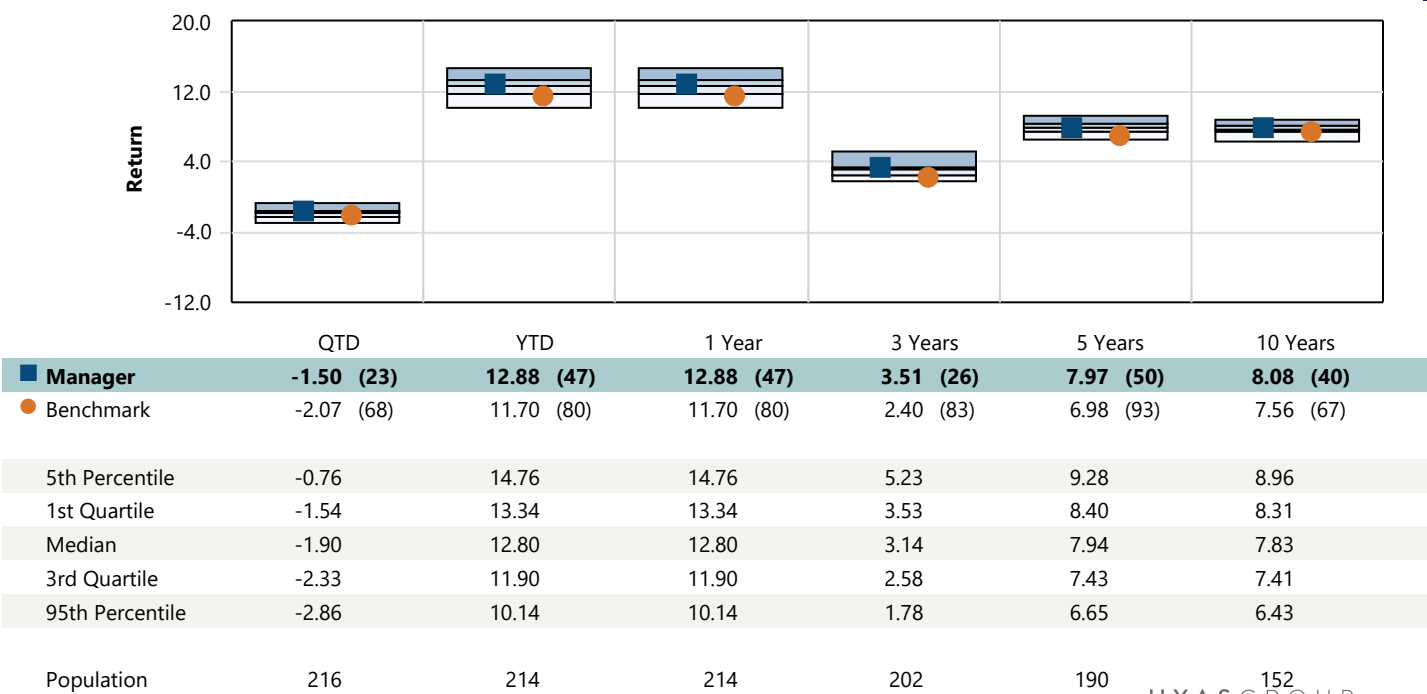 20.0
12.0
4.0
-4.0
-12.0
Return
QTD YTD 1 Year 3 Years 5 Years 10 Years
Manager -1.50 (23) 12.88 (47) 12.88 (47) 3.51 (26) 7.97 (50) 8.08 (40)
Benchmark -2.07 (68) 11.70 (80) 11.70 (80) 2.40 (83) 6.98 (93) 7.56 (67)
5th Percentile -0.76 14.76 14.76 5.23 9.28 8.96
1st Quartile -1.54 13.34 13.34 3.53 8.40 8.31
Median -1.90 12.80 12.80 3.14 7.94 7.83
3rd Quartile -2.33 11.90 11.90 2.58 7.43 7.41
95th Percentile -2.86 10.14 10.14 1.78 6.65 6.43
Population 216 214 214 202 190 152